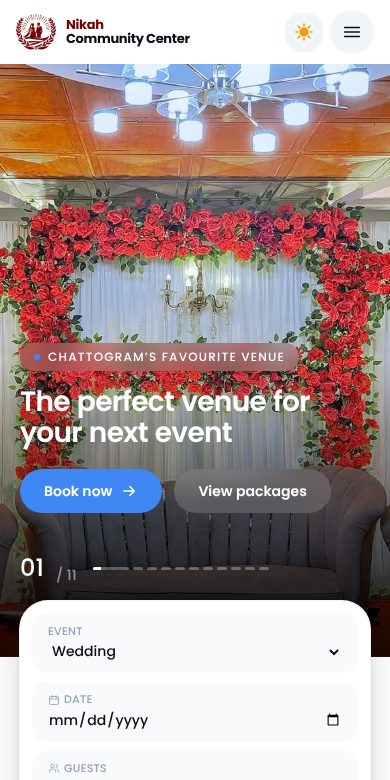 Nikah
Community Center
CHATTOGRAM'S FAVOURITE VENUE
The perfect venue for
your next event
Book now →
View packages
01 / 11
EVENT
Wedding
DATE
mm/dd/yyyy
GUESTS